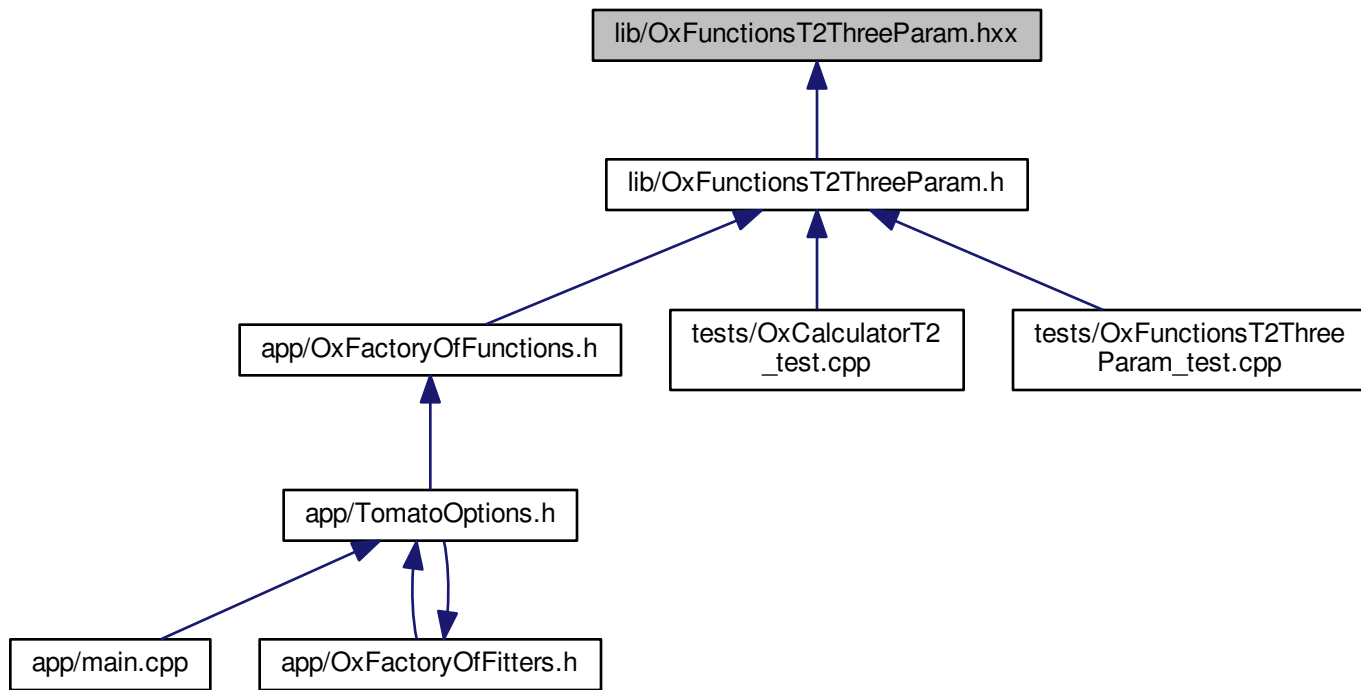 lib/OxFunctionsT2ThreeParam.hxx
lib/OxFunctionsT2ThreeParam.h
app/OxFactoryOfFunctions.h
tests/OxCalculatorT2
_test.cpp
tests/OxFunctionsT2Three
Param_test.cpp
app/TomatoOptions.h
app/main.cpp
app/OxFactoryOfFitters.h